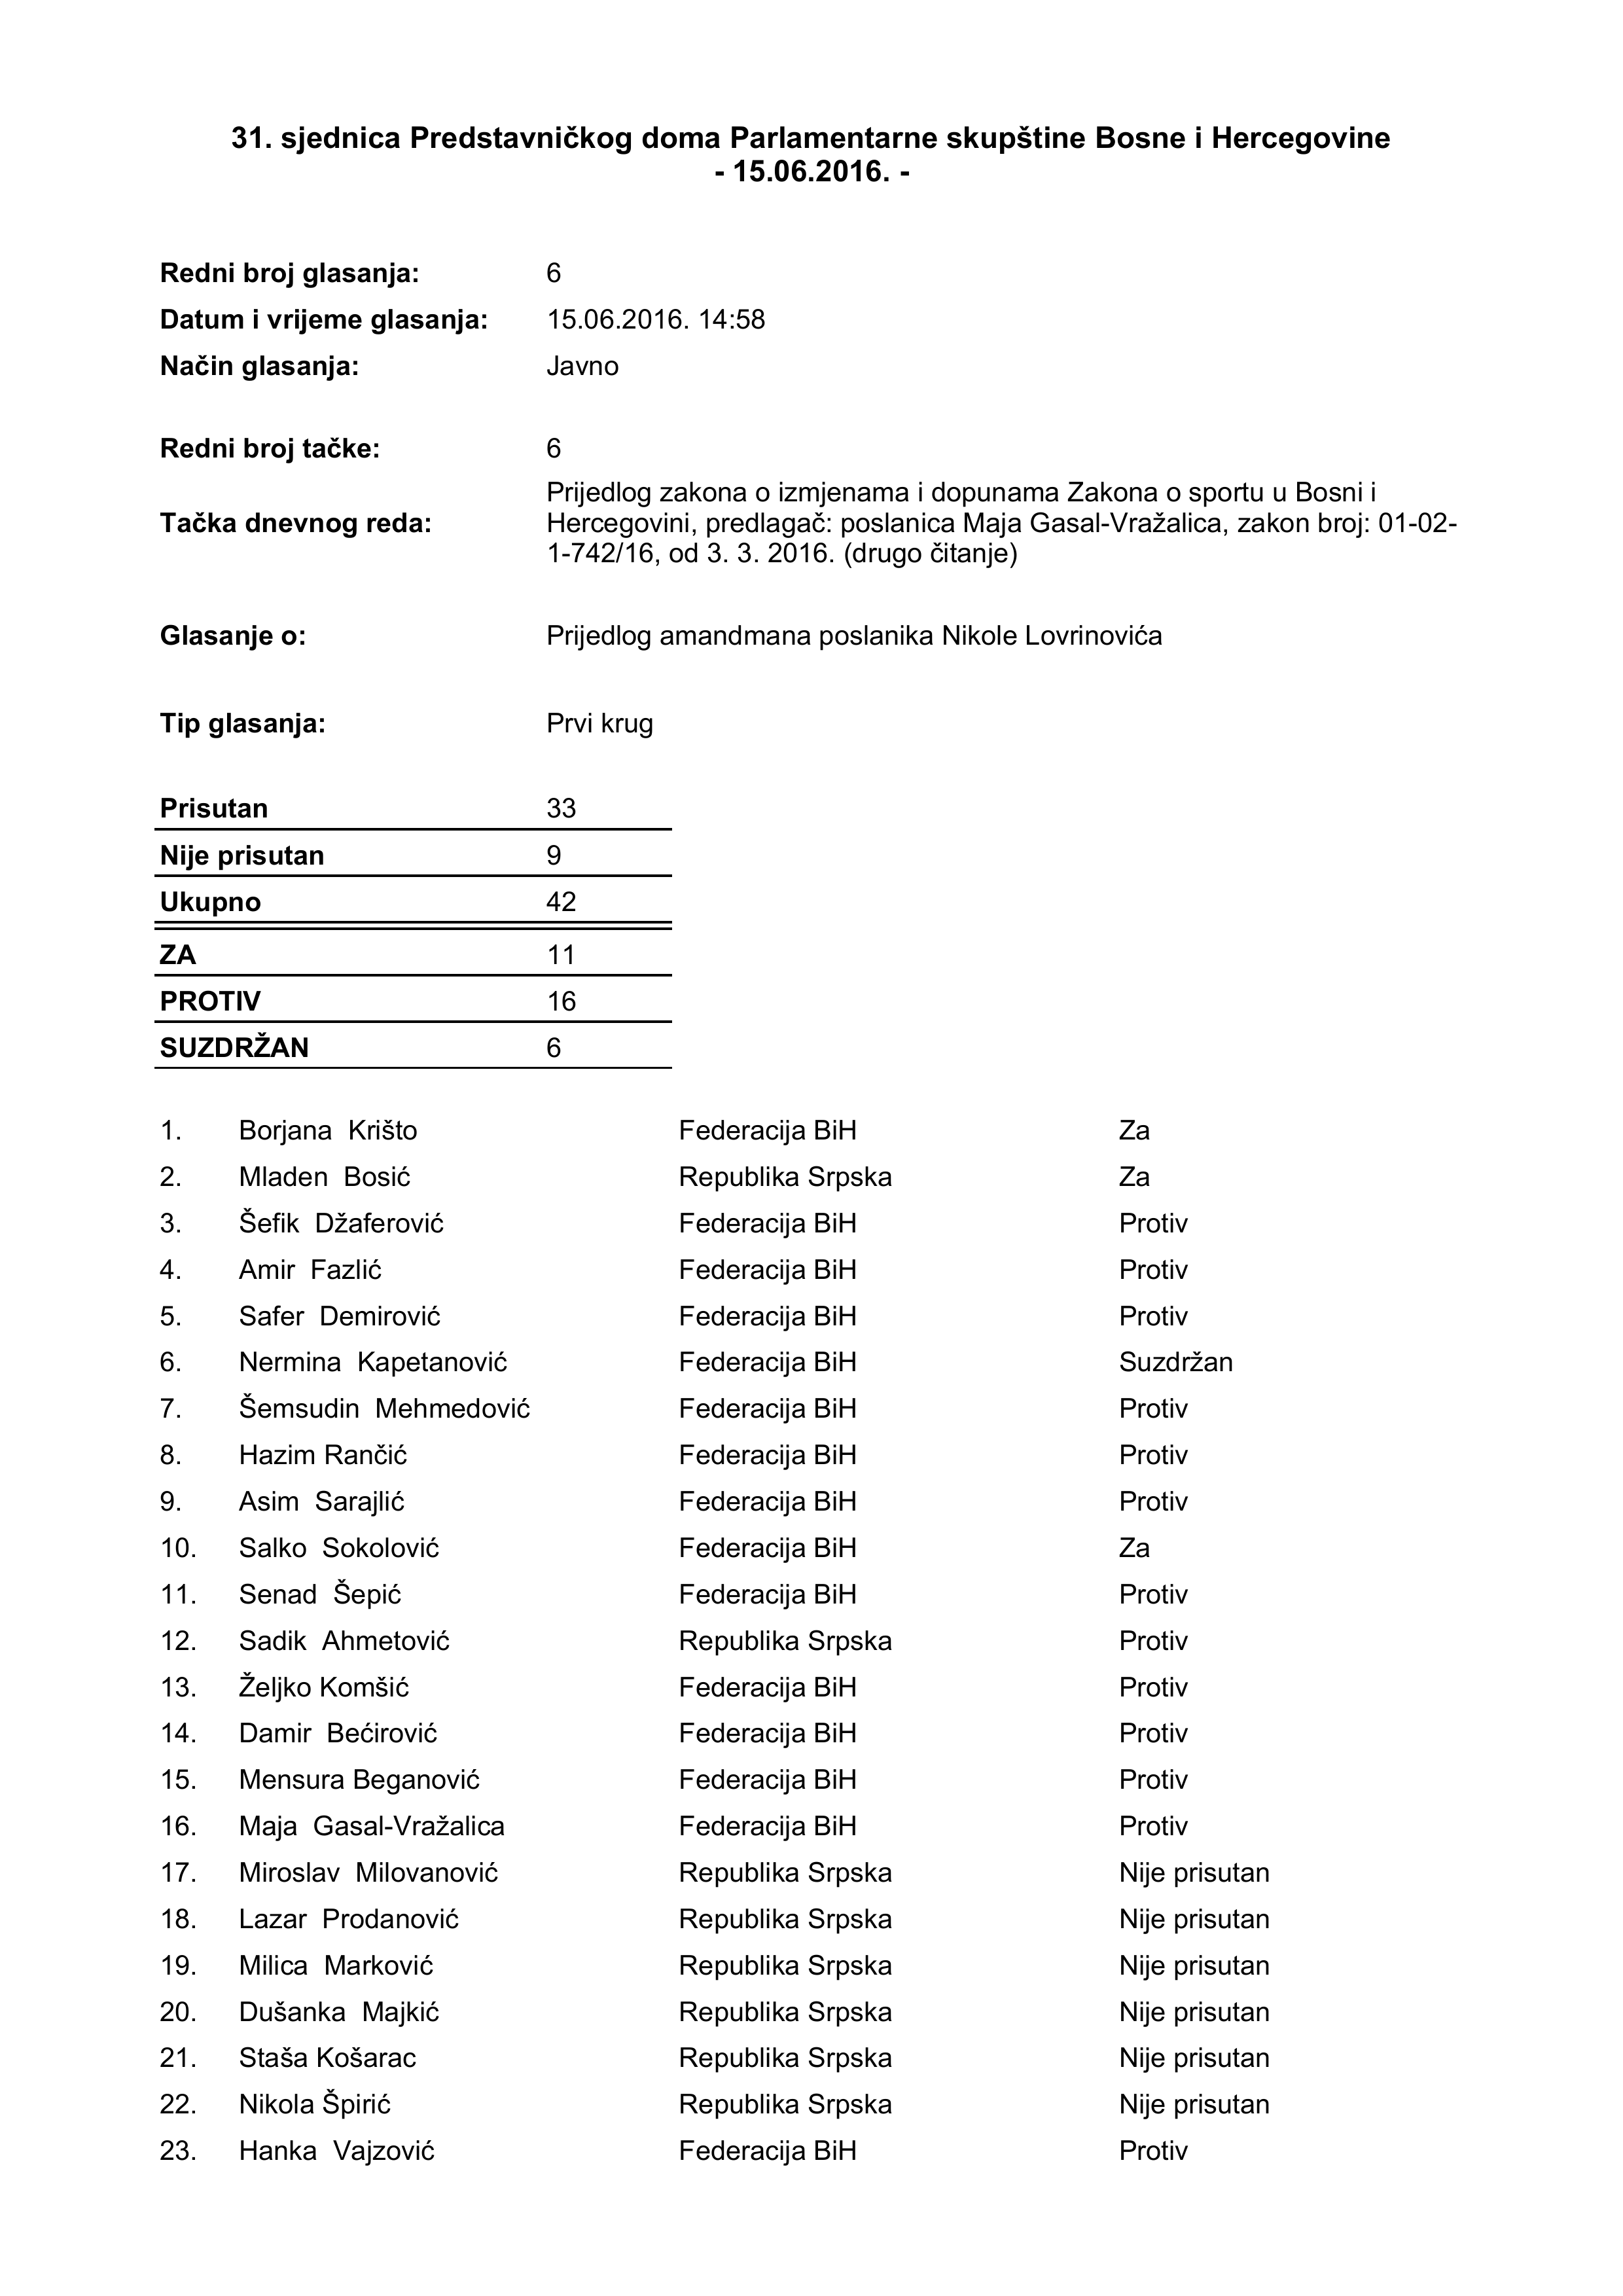 31. sjednica Predstavničkog doma Parlamentarne skupštine Bosne i Hercegovine
- 15.06.2016. -
Redni broj glasanja: 6
Datum i vrijeme glasanja: 15.06.2016. 14:58
Način glasanja: Javno
Redni broj tačke: 6
Prijedlog zakona o izmjenama i dopunama Zakona o sportu u Bosni i
Tačka dnevnog reda: Hercegovini, predlagač: poslanica Maja Gasal-Vražalica, zakon broj: 01-02-
1-742/16, od 3. 3. 2016. (drugo čitanje)
Glasanje o: Prijedlog amandmana poslanika Nikole Lovrinovića
Tip glasanja: Prvi krug
Prisutan 33
Nije prisutan 9
Ukupno 42
ZA 11
PROTIV 16
SUZDRŽAN 6
1. Borjana Krišto Federacija BiH Za
2. Mladen Bosić Republika Srpska Za
3. Šefik Džaferović Federacija BiH Protiv
4. Amir Fazlić Federacija BiH Protiv
5. Safer Demirović Federacija BiH Protiv
6. Nermina Kapetanović Federacija BiH Suzdržan
7. Šemsudin Mehmedović Federacija BiH Protiv
8. Hazim Rančić Federacija BiH Protiv
9. Asim Sarajlić Federacija BiH Protiv
10. Salko Sokolović Federacija BiH Za
11. Senad Šepić Federacija BiH Protiv
12. Sadik Ahmetović Republika Srpska Protiv
13. Željko Komšić Federacija BiH Protiv
14. Damir Bećirović Federacija BiH Protiv
15. Mensura Beganović Federacija BiH Protiv
16. Maja Gasal-Vražalica Federacija BiH Protiv
17. Miroslav Milovanović Republika Srpska Nije prisutan
18. Lazar Prodanović Republika Srpska Nije prisutan
19. Milica Marković Republika Srpska Nije prisutan
20. Dušanka Majkić Republika Srpska Nije prisutan
21. Staša Košarac Republika Srpska Nije prisutan
22. Nikola Špirić Republika Srpska Nije prisutan
23. Hanka Vajzović Federacija BiH Protiv